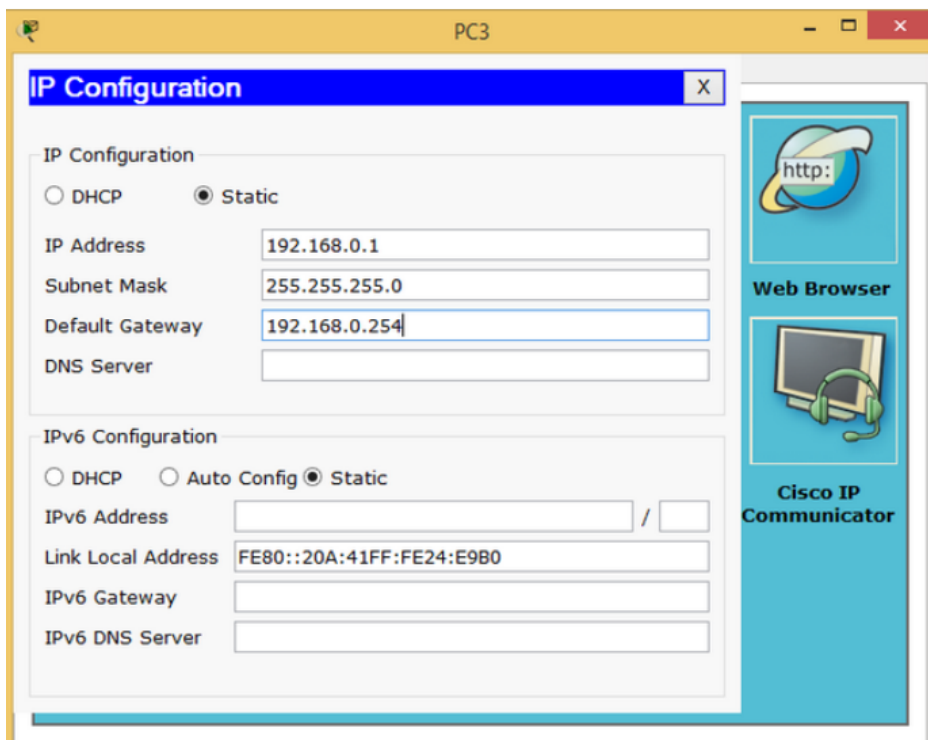 PC3
IP Configuration
X
IP Configuration
DHCP Static
IP Address 192.168.0.1
Subnet Mask 255.255.255.0
Default Gateway 192.168.0.254
DNS Server
IPv6 Configuration
DHCP Auto Config Static
IPv6 Address /
Link Local Address FE80::20A:41FF:FE24:E9B0
IPv6 Gateway
IPv6 DNS Server
http:
Web Browser
Cisco IP
Communicator